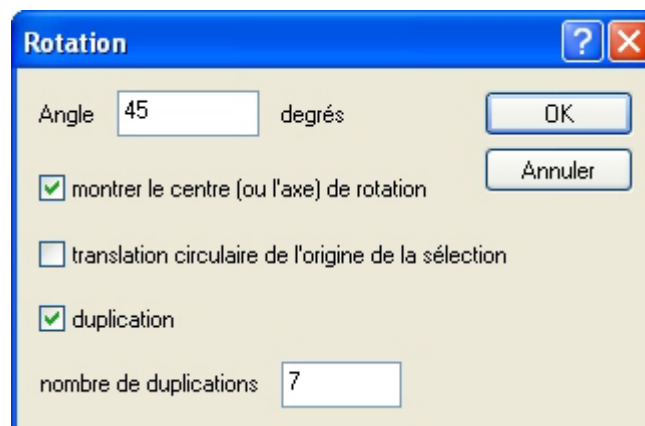 Rotation
Angle 45 degrés
OK
Annuler
montrer le centre (ou l'axe) de rotation
translation circulaire de l'origine de la sélection
duplication
nombre de duplications 7